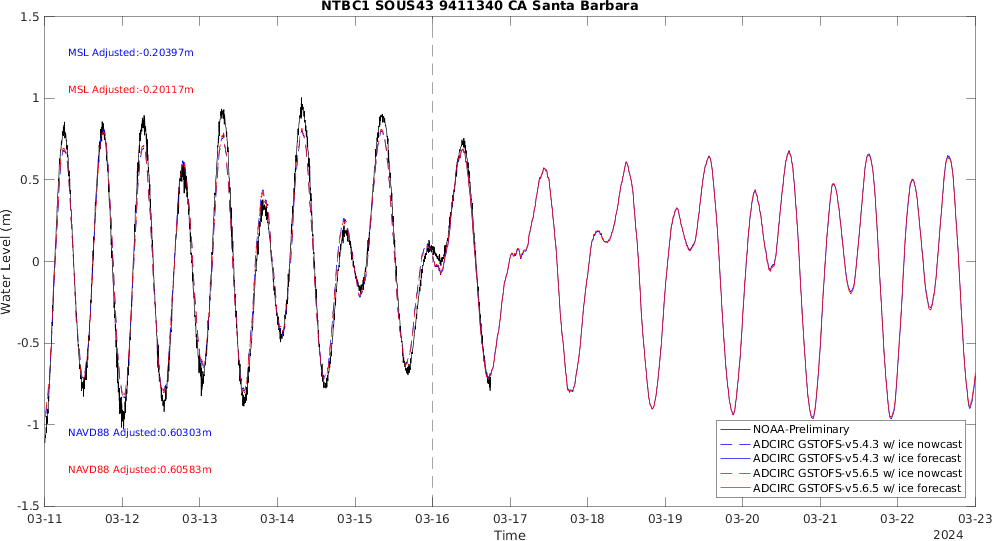 NTBC1 SOUS43 9411340 CA Santa Barbara
1.5
MSL Adjusted:-0.20397m
MSL Adjusted:-0.20117m
1
0.5
Water Level (m)
0
-0.5
-1
NAVD88 Adjusted:0.60303m
NAVD88 Adjusted:0.60583m
-1.5
NOAA-Preliminary
ADCIRC GSTOFS-v5.4.3 w/ ice nowcast
ADCIRC GSTOFS-v5.4.3 w/ ice forecast
ADCIRC GSTOFS-v5.6.5 w/ ice nowcast
ADCIRC GSTOFS-v5.6.5 w/ ice forecast
03-11 03-12 03-13 03-14 03-15 03-16 03-17 03-18 03-19 03-20 03-21 03-22 03-23
Time
2024